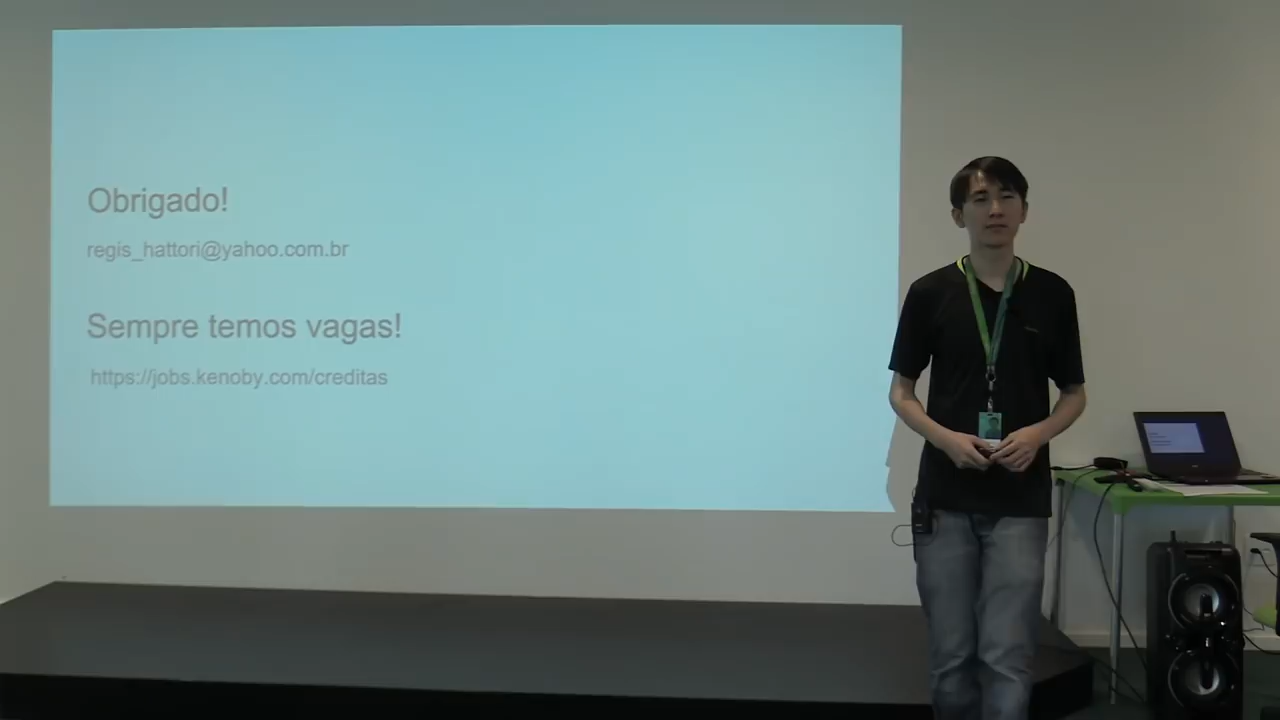 Obrigado!
regis_hattori@yahoo.com.br
Sempre temos vagas!
https://jobs.kenoby.com/creditas